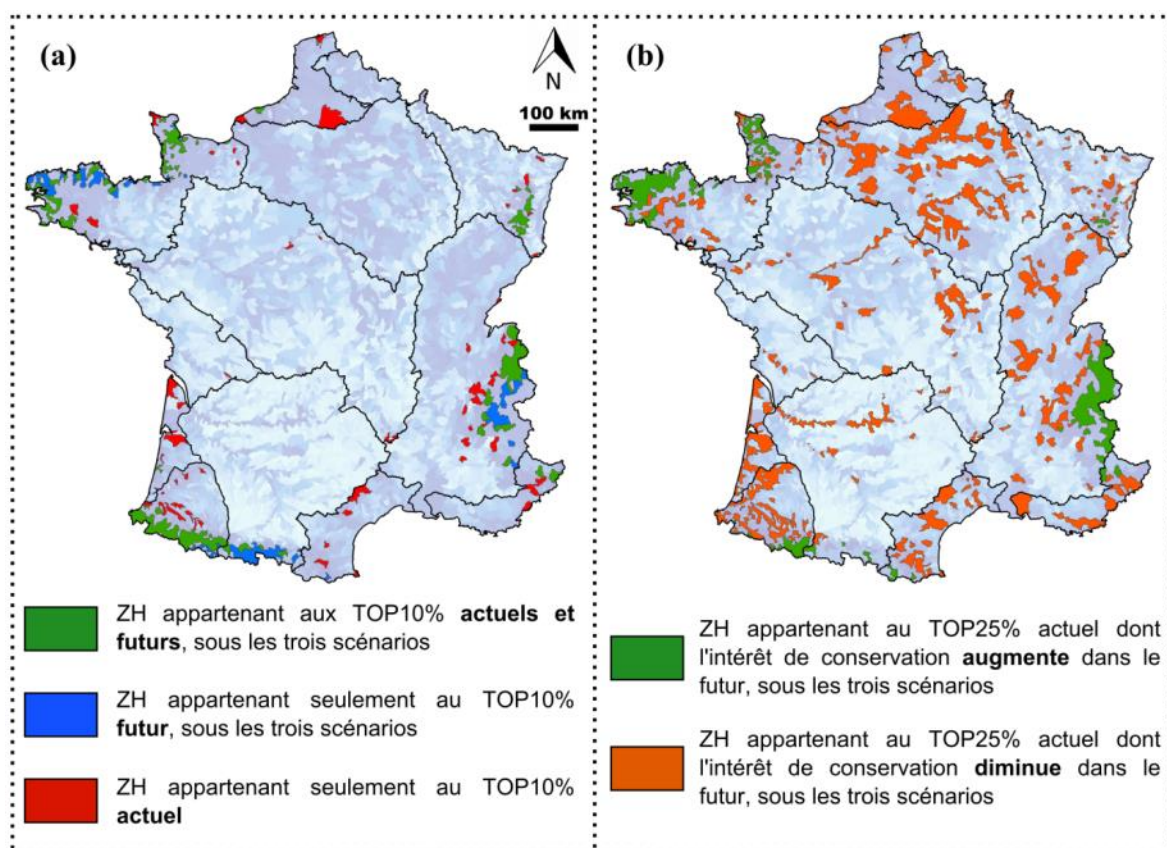 (a)
N
100 km
(b)
ZH appartenant aux TOP10% actuels et
futurs, sous les trois scénarios
ZH appartenant seulement au TOP10%
futur, sous les trois scénarios
ZH appartenant seulement au TOP10%
actuel
ZH appartenant au TOP25% actuel dont
l'intérêt de conservation augmente dans le
futur, sous les trois scénarios
ZH appartenant au TOP25% actuel dont
l'intérêt de conservation diminue dans le
futur, sous les trois scénarios